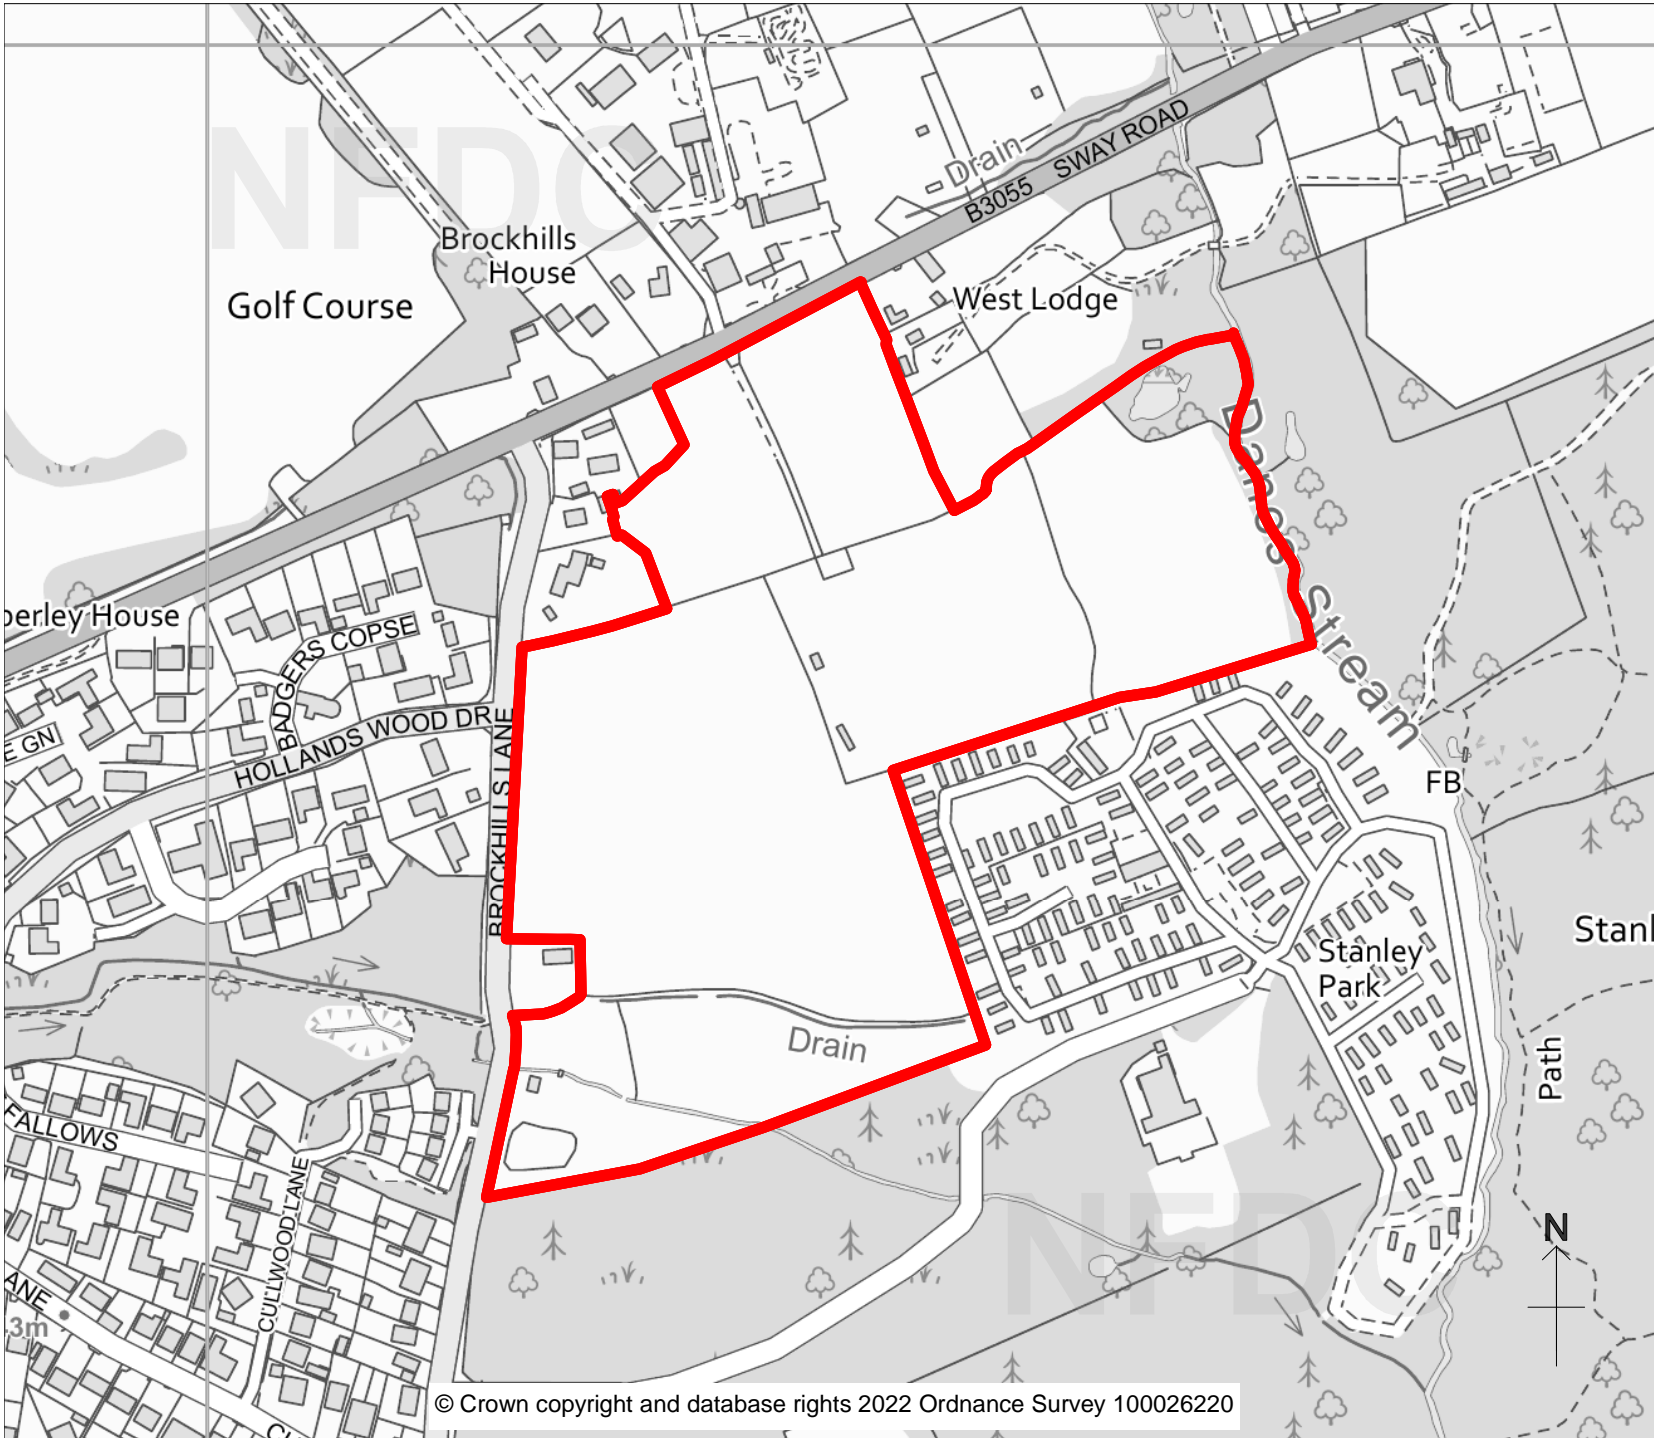 NFDC
Drain
B3055 SWAY ROAD
Brockhills
House
Golf Course
West Lodge
Danes
Stream
perley House
BADGERS COPSE
HOLLANDS WOOD DR
E GN
BROCKHILLS LANE
FB
Stanl
Stanley
Park
Drain
Path
FALLOWS
CULLWOOD LANE
ANE
3m
NFDC
N
© Crown copyright and database rights 2022 Ordnance Survey 100026220